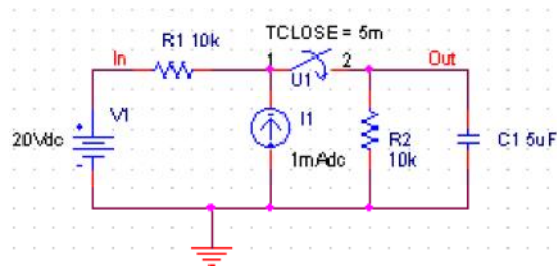 TCLOSE = 5m
In
R1 10k
1
2
Out
U1
V1
+
20Vdc
-
I1
1mAdc
R2
10k
C1 5uF